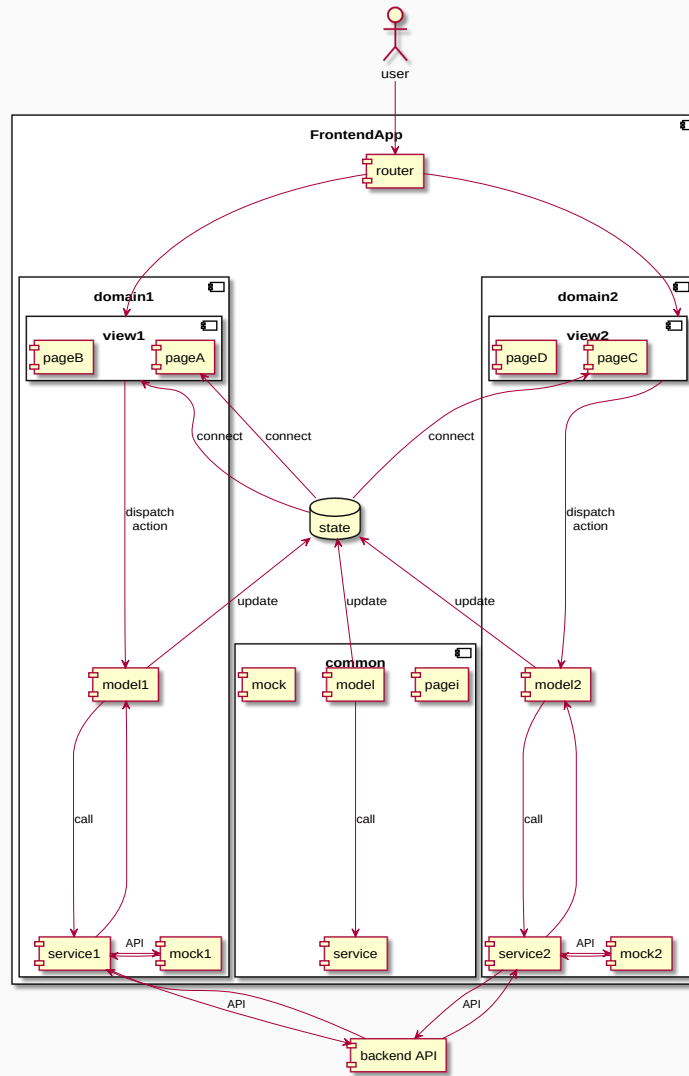 user
FrontendApp
router
domain1
domain2
view1
view2
pageB
pageA
pageD
pageC
connect
connect
connect
dispatch
action
state
dispatch
action
update
update
update
common
model1
mock
model
pagei
model2
call
call
call
service1
API
mock1
service
service2
API
mock2
API
API
backend API